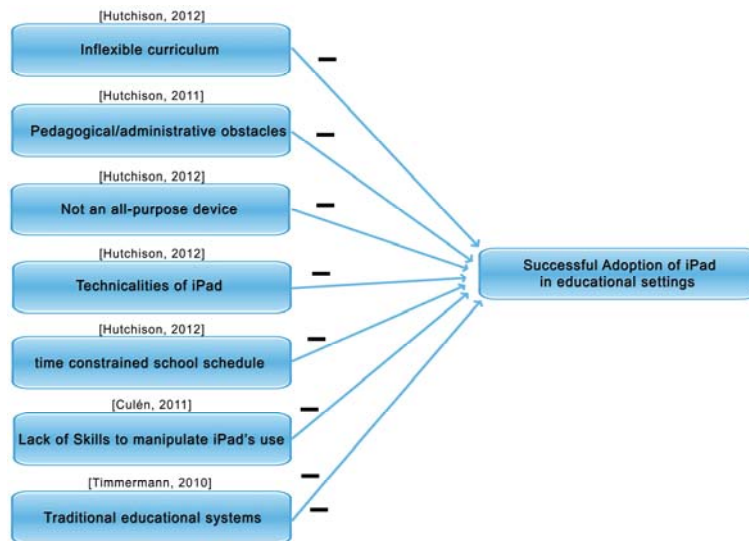 [Hutchison, 2012]
Inflexible curriculum
[Hutchison, 2011]
Pedagogical/administrative obstacles
[Hutchison, 2012]
Not an all-purpose device
[Hutchison, 2012]
Technicalities of iPad
[Hutchison, 2012]
time constrained school schedule
[Culén, 2011]
Lack of Skills to manipulate iPad's use
[Timmermann, 2010]
Traditional educational systems
Successful Adoption of iPad
in educational settings